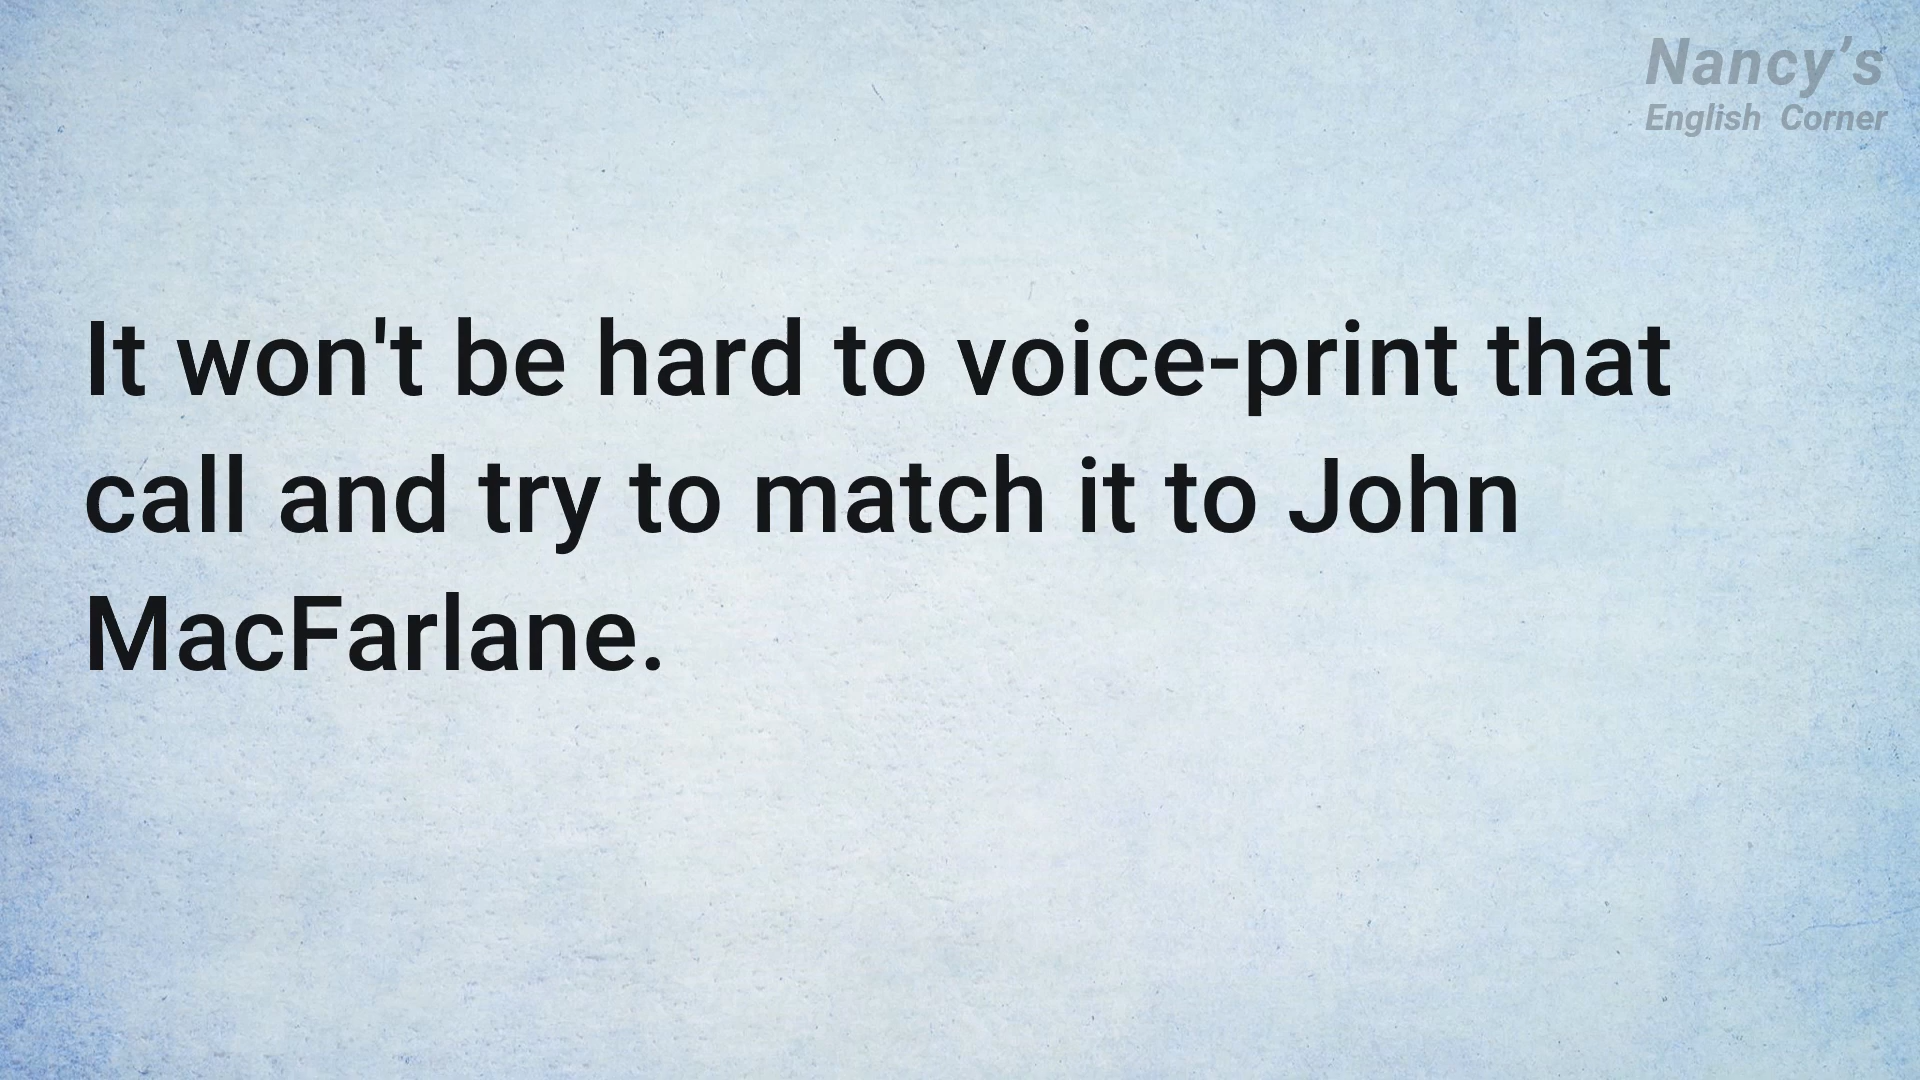 Nancy’s
English Corner
It won't be hard to voice-print that
call and try to match it to John
MacFarlane.